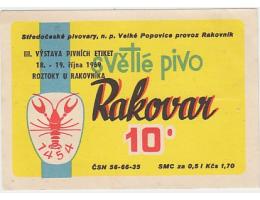 Středočeské pivovary, n. p. Velké Popovice provoz Rakovník
III. VÝSTAVA PIVNÍCH ETIKET
18. - 19. října 1969
ROZTOKY U RAKOVNÍKA
světlé pivo
Rakovar
10°
1454
ČSN 56-66-35
SMC za 0,5 l Kčs 1,70